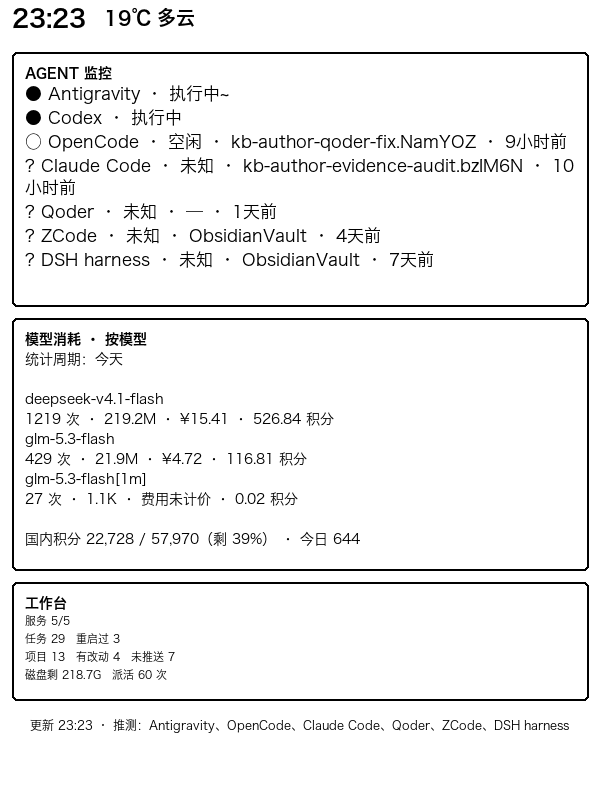 23:23 19℃ 多云
AGENT 监控
● Antigravity · 执行中~
● Codex · 执行中
○ OpenCode · 空闲 · kb-author-qoder-fix.NamYOZ · 9小时前
? Claude Code · 未知 · kb-author-evidence-audit.bzlM6N · 10
小时前
? Qoder · 未知 · — · 1天前
? ZCode · 未知 · ObsidianVault · 4天前
? DSH harness · 未知 · ObsidianVault · 7天前
模型消耗 · 按模型
统计周期：今天
deepseek-v4.1-flash
1219 次 · 219.2M · ¥15.41 · 526.84 积分
glm-5.3-flash
429 次 · 21.9M · ¥4.72 · 116.81 积分
glm-5.3-flash[1m]
27 次 · 1.1K · 费用未计价 · 0.02 积分
国内积分 22,728 / 57,970（剩 39%） · 今日 644
工作台
服务 5/5
任务 29 重启过 3
项目 13 有改动 4 未推送 7
磁盘剩 218.7G 派活 60 次
更新 23:23 · 推测：Antigravity、OpenCode、Claude Code、Qoder、ZCode、DSH harness